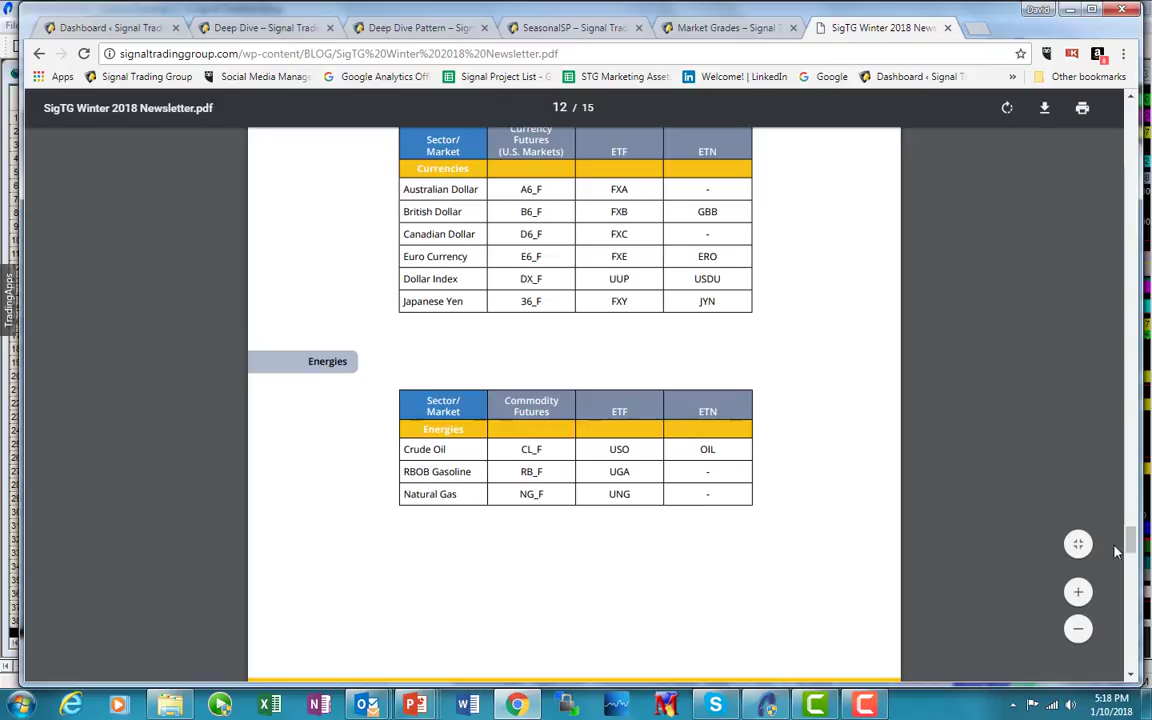 David
Dashboard ‹ Signal Trad
Deep Dive – Signal Trad
Deep Dive Pattern – Sig
SeasonalSP – Signal Trad
Market Grades – Signal T
SigTG Winter 2018 News
signaltradinggroup.com/wp-content/BLOG/SigTG%20Winter%202018%20Newsletter.pdf
Apps
Signal Trading Group
Social Media Manage
Google Analytics Offi
Signal Project List - G
STG Marketing Asset
Welcome! | LinkedIn
Google
Dashboard ‹ Signal T
»
Other bookmarks
SigTG Winter 2018 Newsletter.pdf
12 / 15
Sector/ Market
Currency Futures (U.S. Markets)
ETF
ETN
Currencies
Australian Dollar A6_F FXA -
British Dollar B6_F FXB GBB
Canadian Dollar D6_F FXC -
Euro Currency E6_F FXE ERO
Dollar Index DX_F UUP USDU
Japanese Yen 36_F FXY JYN
Energies
Sector/ Market
Commodity Futures
ETF
ETN
Energies
Crude Oil CL_F USO OIL
RBOB Gasoline RB_F UGA -
Natural Gas NG_F UNG -
TradingApps
5:18 PM
1/10/2018